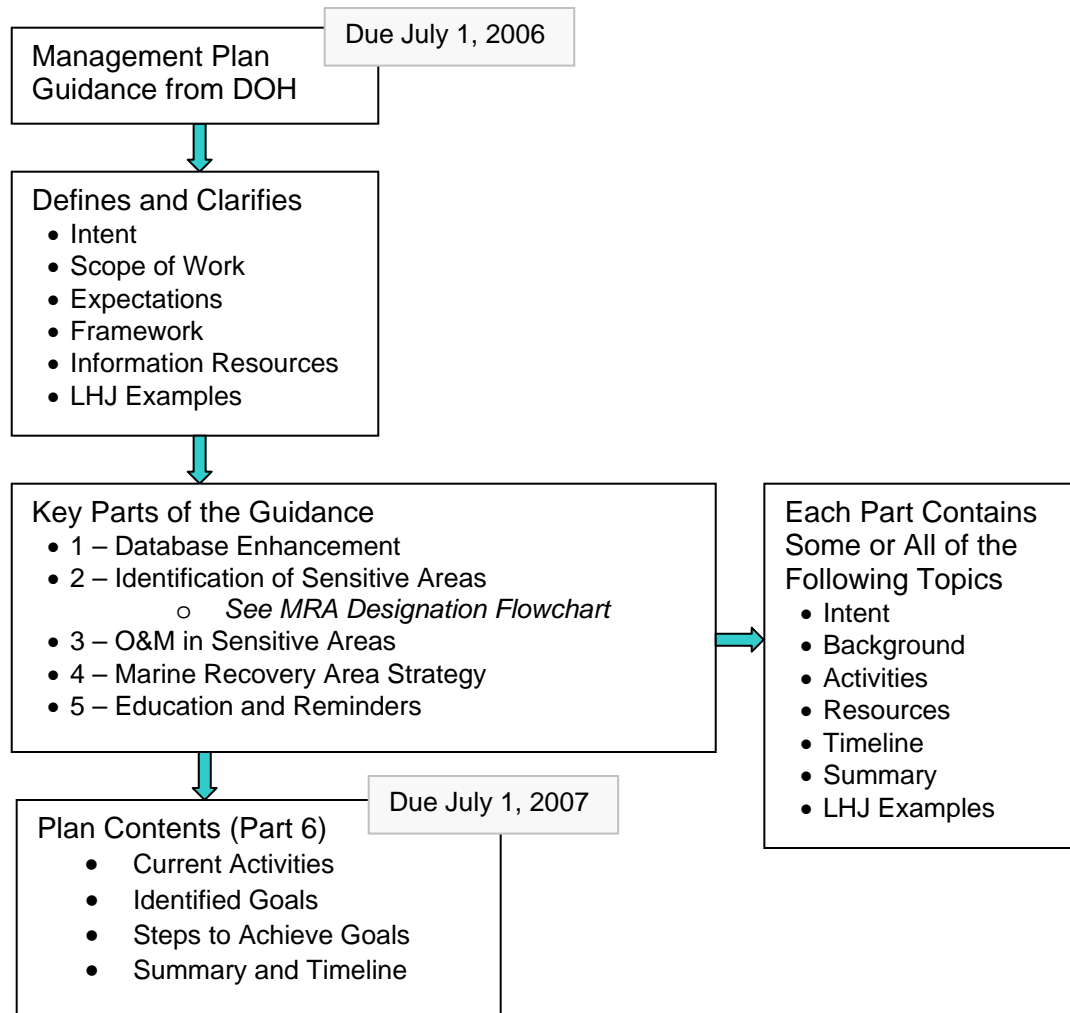 Due July 1, 2006
Management Plan
Guidance from DOH
Defines and Clarifies
• Intent
• Scope of Work
• Expectations
• Framework
• Information Resources
• LHJ Examples
Key Parts of the Guidance
• 1 – Database Enhancement
• 2 – Identification of Sensitive Areas
o See MRA Designation Flowchart
• 3 – O&M in Sensitive Areas
• 4 – Marine Recovery Area Strategy
• 5 – Education and Reminders
Each Part Contains
Some or All of the
Following Topics
• Intent
• Background
• Activities
• Resources
• Timeline
• Summary
• LHJ Examples
Due July 1, 2007
Plan Contents (Part 6)
• Current Activities
• Identified Goals
• Steps to Achieve Goals
• Summary and Timeline